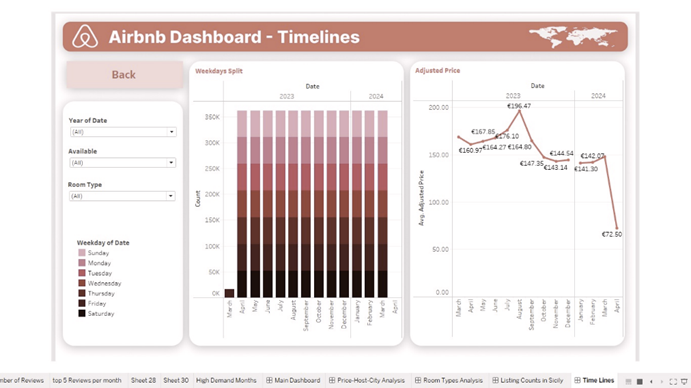 Airbnb Dashboard - Timelines
Back
Year of Date
(All)
Available
(All)
Room Type
(All)
Weekday of Date
Sunday
Monday
Tuesday
Wednesday
Thursday
Friday
Saturday
Weekdays Split
Date
2023 2024
Count
350K
300K
250K
200K
150K
100K
50K
0K
March April May June July August September October November December January February March April
Adjusted Price
Date
2023 2024
Avg. Adjusted Price
200.00
150.00
100.00
50.00
0.00
€160.97
€167.85
€164.27
€176.10
€196.47
€164.80
€147.35
€143.14
€144.54
€141.30
€142.07
€72.50
March April May June July August September October November December January February March April
mber of Reviews top 5 Reviews per month Sheet 28 Sheet 30 High Demand Months Main Dashboard Price-Host-City Analysis Room Types Analysis Listing Counts in Sicily Time Lines